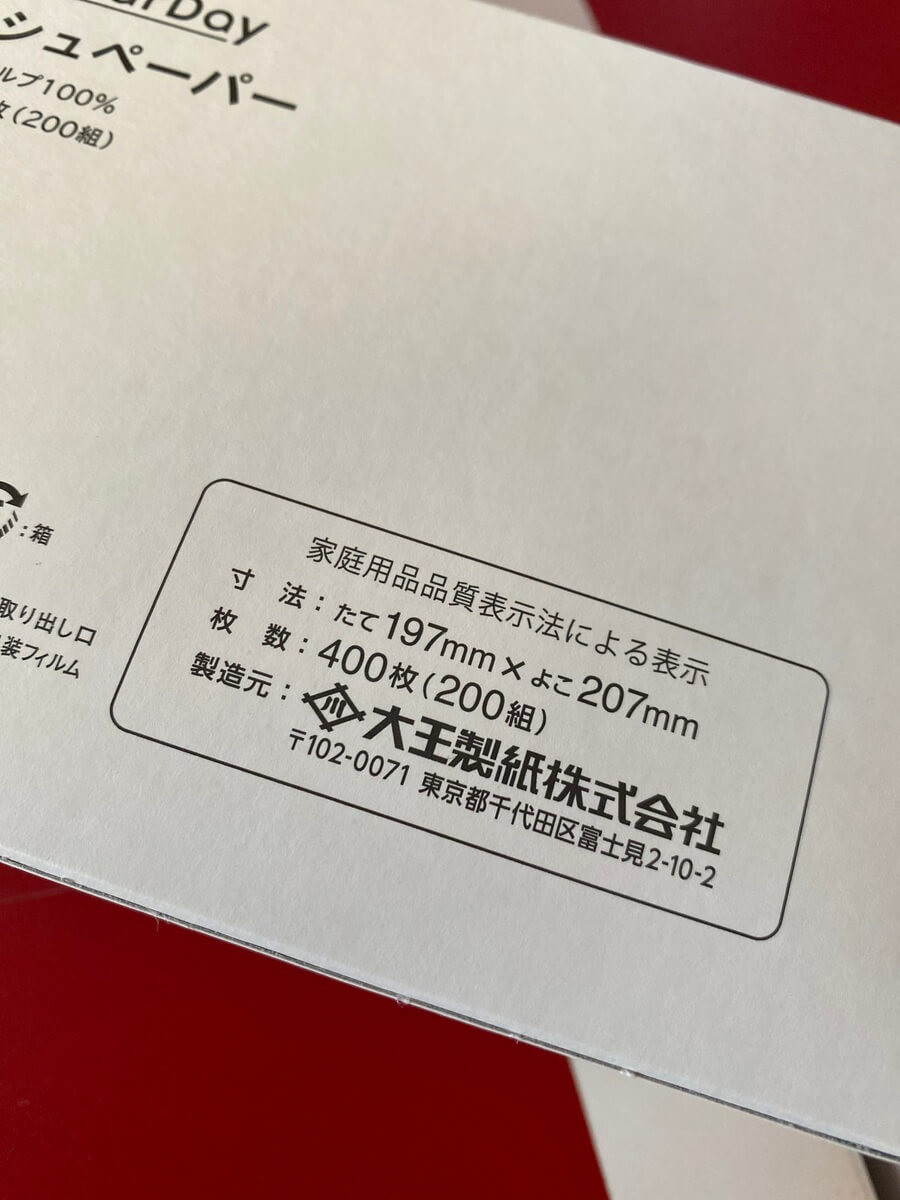 Day
シュペーパー
ルプ100%
枚(200組)
:箱
取り出し口
装フィルム
家庭用品品質表示法による表示
寸 法:たて197mm×よこ207mm
枚 数:400枚(200組)
製造元:大王製紙株式会社
〒102-0071 東京都千代田区富士見2-10-2